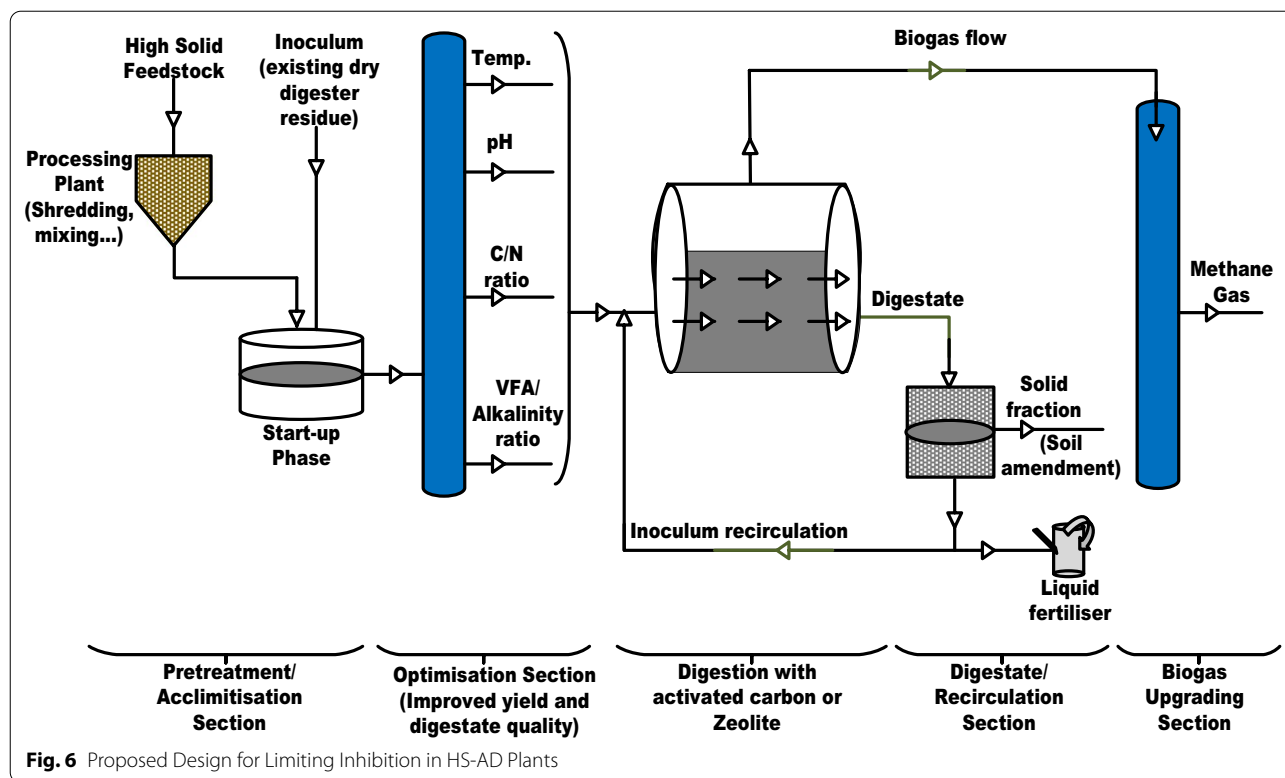 High Solid
Feedstock
Inoculum
(existing dry
digester
residue)
Processing
Plant
(Shredding,
mixing...)
Start-up
Phase
Temp.
pH
C/N
ratio
VFA/
Alkalinity
ratio
Biogas flow
Digestate
Solid
fraction
(Soil
amendment)
Methane
Gas
Inoculum recirculation
Liquid
fertiliser
Pretreatment/
Acclimitisation
Section
Optimisation Section
(Improved yield and
digestate quality)
Digestion with
activated carbon or
Zeolite
Digestate/
Recirculation
Section
Biogas
Upgrading
Section
Fig. 6 Proposed Design for Limiting Inhibition in HS-AD Plants